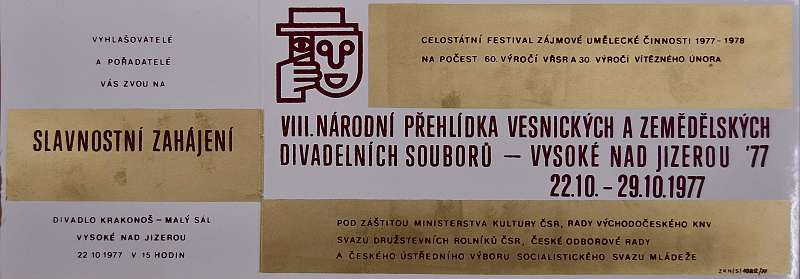 VYHLAŠOVATELÉ
A POŘADATELÉ
VÁS ZVOU NA
SLAVNOSTNÍ ZAHÁJENÍ
DIVADLO KRAKONOŠ – MALÝ SÁL
VYSOKÉ NAD JIZEROU
22 10 1977 V 15 HODIN
CELOSTÁTNÍ FESTIVAL ZÁJMOVÉ UMĚLECKÉ ČINNOSTI 1977-1978
NA POČEST 60. VÝROČÍ VŘSR A 30. VÝROČÍ VÍTĚZNÉHO ÚNORA
VIII. NÁRODNÍ PŘEHLÍDKA VESNICKÝCH A ZEMĚDĚLSKÝCH
DIVADELNÍCH SOUBORŮ – VYSOKÉ NAD JIZEROU '77
22.10. – 29.10.1977
POD ZÁŠTITOU MINISTERSTVA KULTURY ČSR, RADY VÝCHODOČESKÉHO KNV
SVAZU DRUŽSTEVNÍCH ROLNÍKŮ ČSR, ČESKÉ ODBOROVÉ RADY
A ČESKÉHO ÚSTŘEDNÍHO VÝBORU SOCIALISTICKÉHO SVAZU MLÁDEŽE